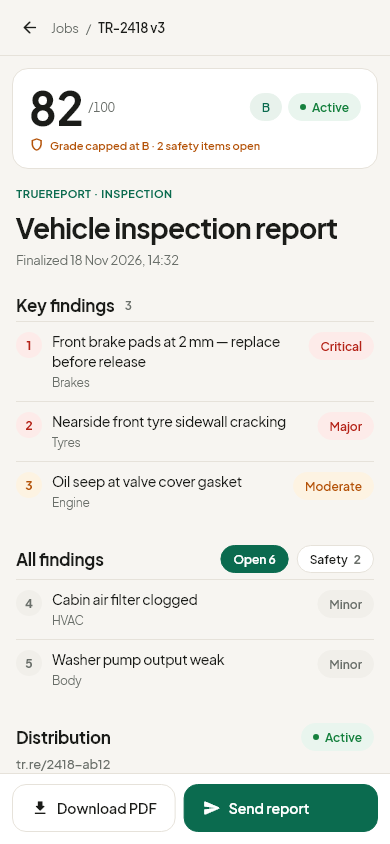 Jobs / TR-2418 v3
82 /100 B Active
Grade capped at B · 2 safety items open
TRUEREPORT · INSPECTION
Vehicle inspection report
Finalized 18 Nov 2026, 14:32
Key findings 3
1 Front brake pads at 2 mm — replace before release Critical
Brakes
2 Nearside front tyre sidewall cracking Major
Tyres
3 Oil seep at valve cover gasket Moderate
Engine
All findings Open 6 Safety 2
4 Cabin air filter clogged Minor
HVAC
5 Washer pump output weak Minor
Body
Distribution Active
tr.re/2418-ab12
Download PDF Send report